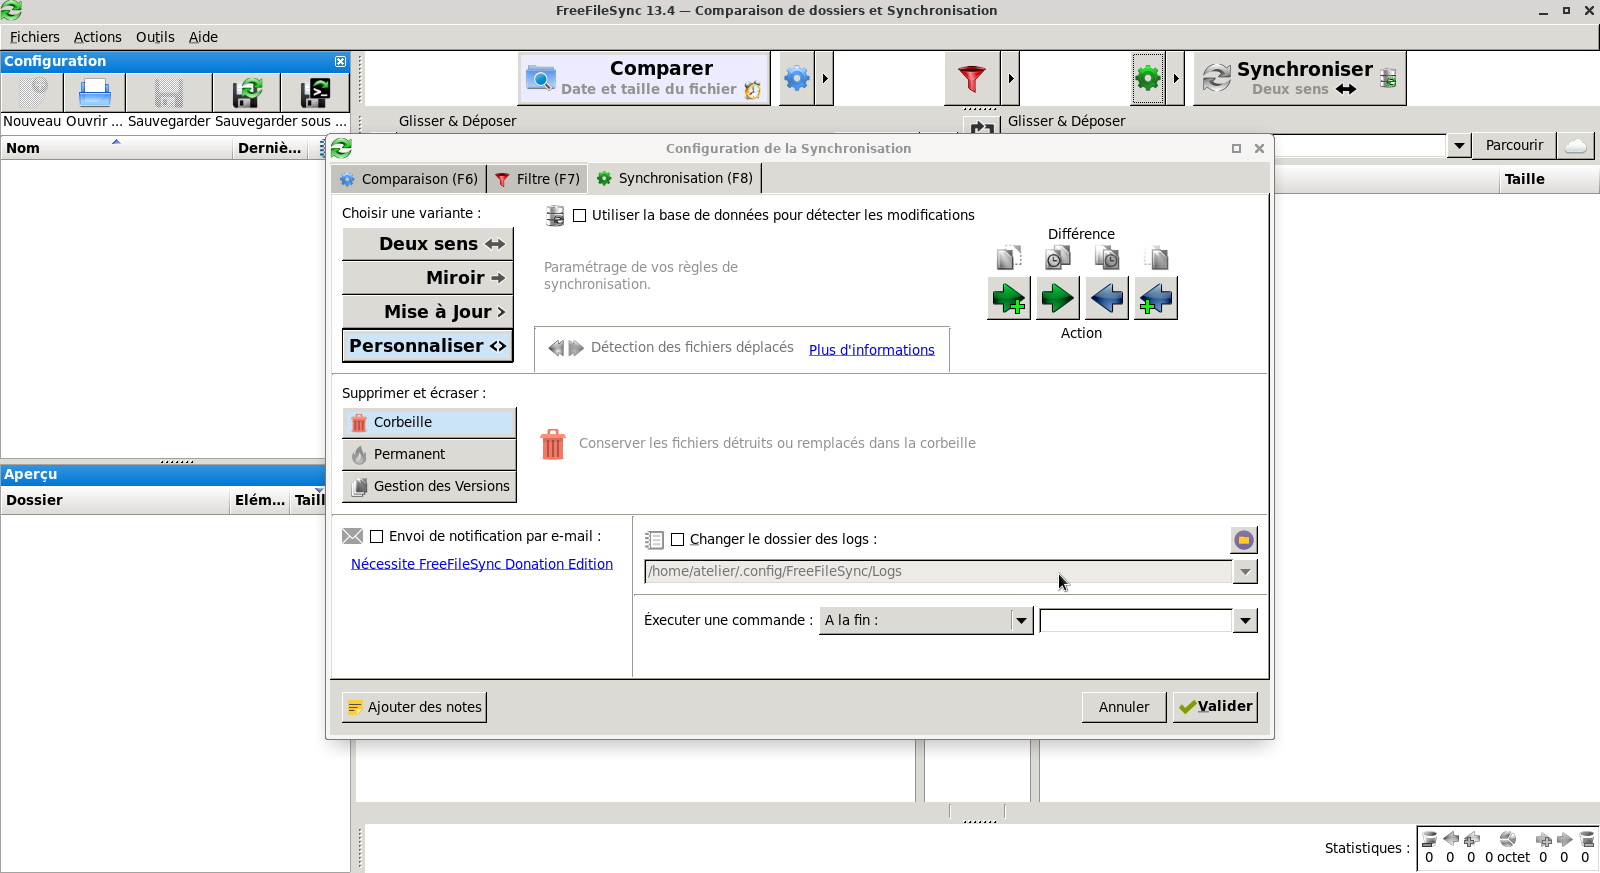 FreeFileSync 13.4 — Comparaison de dossiers et Synchronisation
Fichiers Actions Outils Aide
Configuration
Nouveau Ouvrir ... Sauvegarder Sauvegarder sous ...
Nom Derniè...
Comparer
Date et taille du fichier
Synchroniser
Deux sens
Glisser & Déposer
Glisser & Déposer
Parcourir
Taille
Configuration de la Synchronisation
Comparaison (F6) Filtre (F7) Synchronisation (F8)
Choisir une variante :
Deux sens
Miroir
Mise à Jour
Personnaliser
Utiliser la base de données pour détecter les modifications
Paramétrage de vos règles de
synchronisation.
Différence
Action
Détection des fichiers déplacés Plus d'informations
Supprimer et écraser :
Corbeille
Permanent
Gestion des Versions
Conserver les fichiers détruits ou remplacés dans la corbeille
Envoi de notification par e-mail :
Nécessite FreeFileSync Donation Edition
Changer le dossier des logs :
/home/atelier/.config/FreeFileSync/Logs
Éxecuter une commande : A la fin :
Ajouter des notes
Annuler Valider
Aperçu
Dossier Elém... Taill
Statistiques :
0 0 0 0 octet 0 0 0